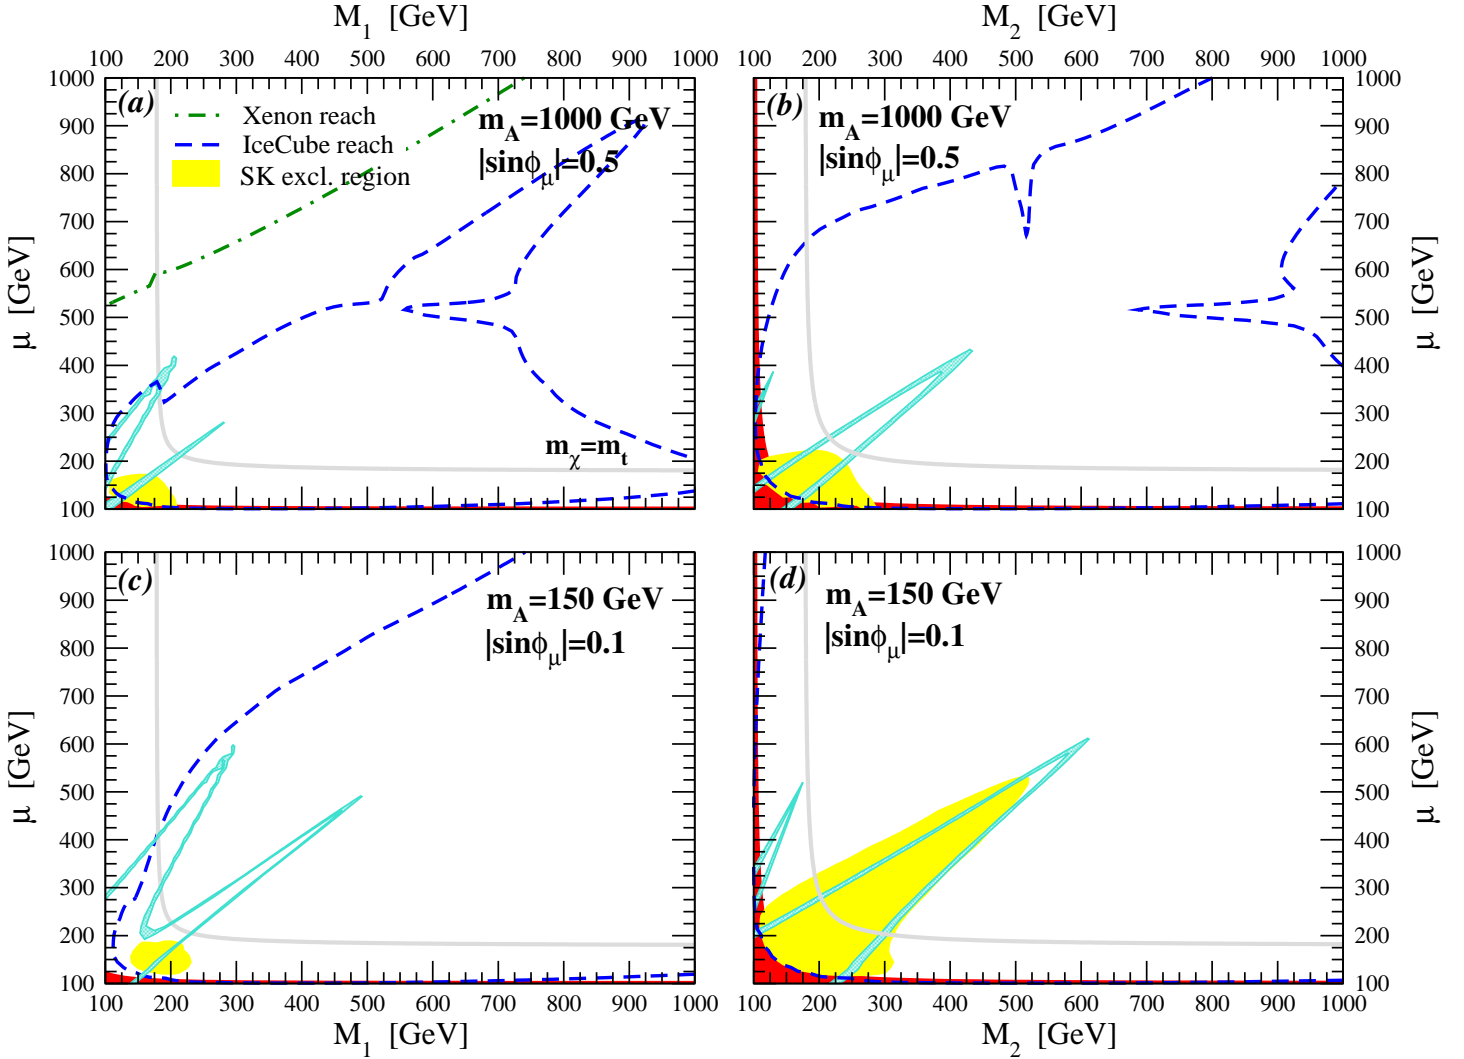 M1 [GeV]
M2 [GeV]
100 200 300 400 500 600 700 800 900 1000
100 200 300 400 500 600 700 800 900 1000
(a)
Xenon reach
IceCube reach
SK excl. region
mA=1000 GeV
|sinϕμ|=0.5
mχ=mt
1000
900
800
700
600
500
400
300
200
100
μ [GeV]
(b)
mA=1000 GeV
|sinϕμ|=0.5
1000
900
800
700
600
500
400
300
200
100
μ [GeV]
(c)
mA=150 GeV
|sinϕμ|=0.1
1000
900
800
700
600
500
400
300
200
100
μ [GeV]
(d)
mA=150 GeV
|sinϕμ|=0.1
1000
900
800
700
600
500
400
300
200
100
μ [GeV]
100 200 300 400 500 600 700 800 900 1000
100 200 300 400 500 600 700 800 900 1000
M1 [GeV]
M2 [GeV]